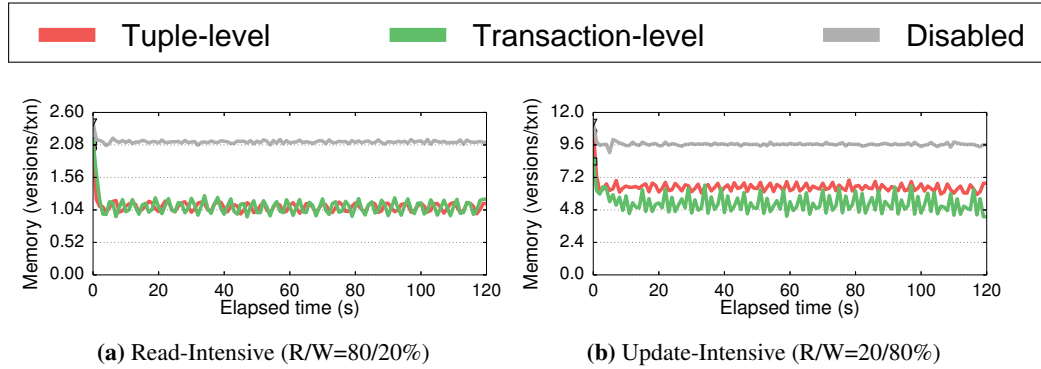 Tuple-level Transaction-level Disabled
Memory (versions/txn)
2.60
2.08
1.56
1.04
0.52
0.00
0 20 40 60 80 100 120
Elapsed time (s)
(a) Read-Intensive (R/W=80/20%)
Memory (versions/txn)
12.0
9.6
7.2
4.8
2.4
0.0
0 20 40 60 80 100 120
Elapsed time (s)
(b) Update-Intensive (R/W=20/80%)